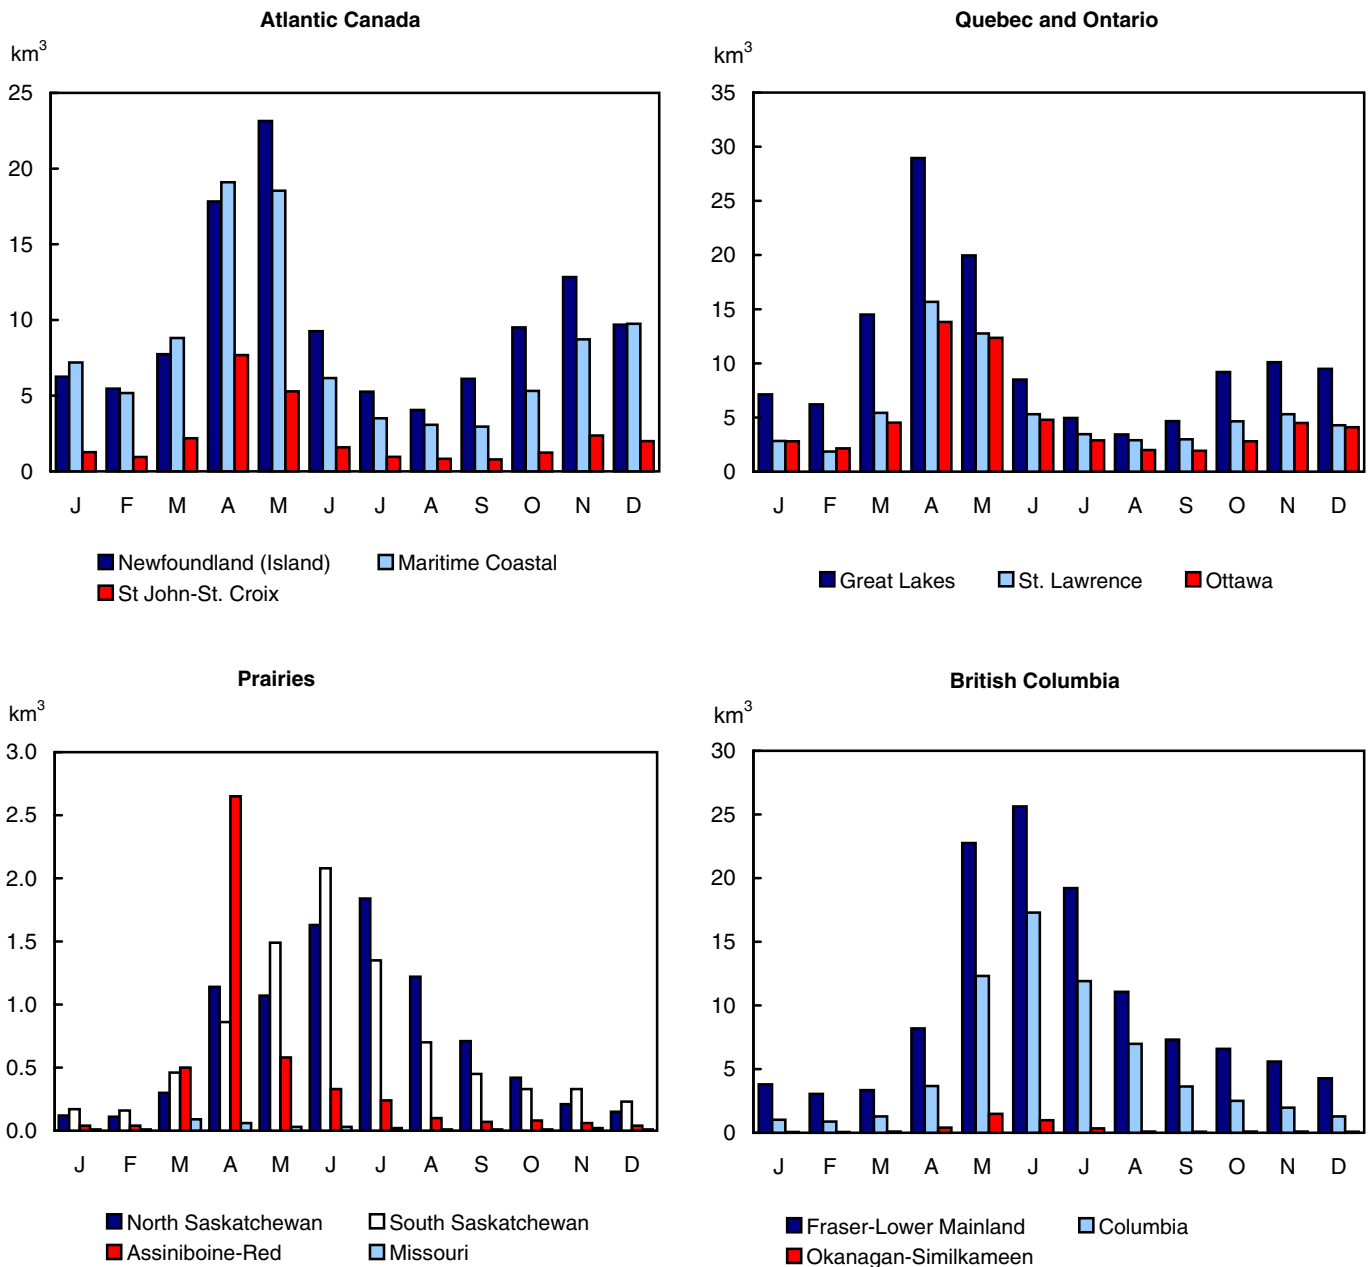 Atlantic Canada
km³
25
20
15
10
5
0
J F M A M J J A S O N D
Newfoundland (Island) Maritime Coastal
St John-St. Croix
Quebec and Ontario
km³
35
30
25
20
15
10
5
0
J F M A M J J A S O N D
Great Lakes St. Lawrence Ottawa
Prairies
km³
3.0
2.5
2.0
1.5
1.0
0.5
0.0
J F M A M J J A S O N D
North Saskatchewan South Saskatchewan
Assiniboine-Red Missouri
British Columbia
km³
30
25
20
15
10
5
0
J F M A M J J A S O N D
Fraser-Lower Mainland Columbia
Okanagan-Similkameen